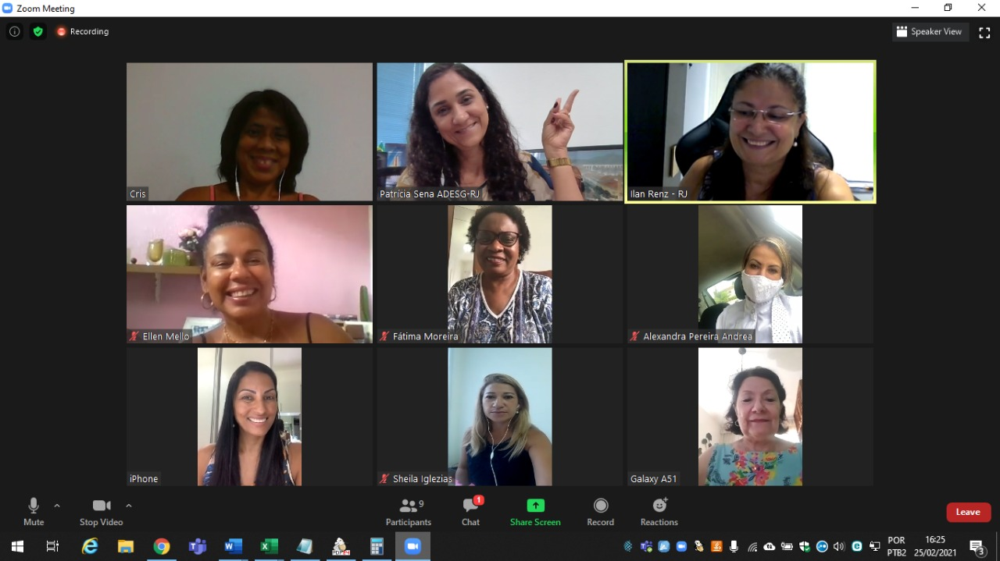 Zoom Meeting
Recording
Speaker View
Cris
Patrícia Sena ADESG-RJ
Ilan Renz - RJ
Ellen Mello
Fátima Moreira
Alexandra Pereira Andrea
iPhone
Sheila Iglezias
Galaxy A51
9
1
Mute
Stop Video
Participants
Chat
Share Screen
Record
Reactions
Leave
POR
PTB2
16:25
25/02/2021
3